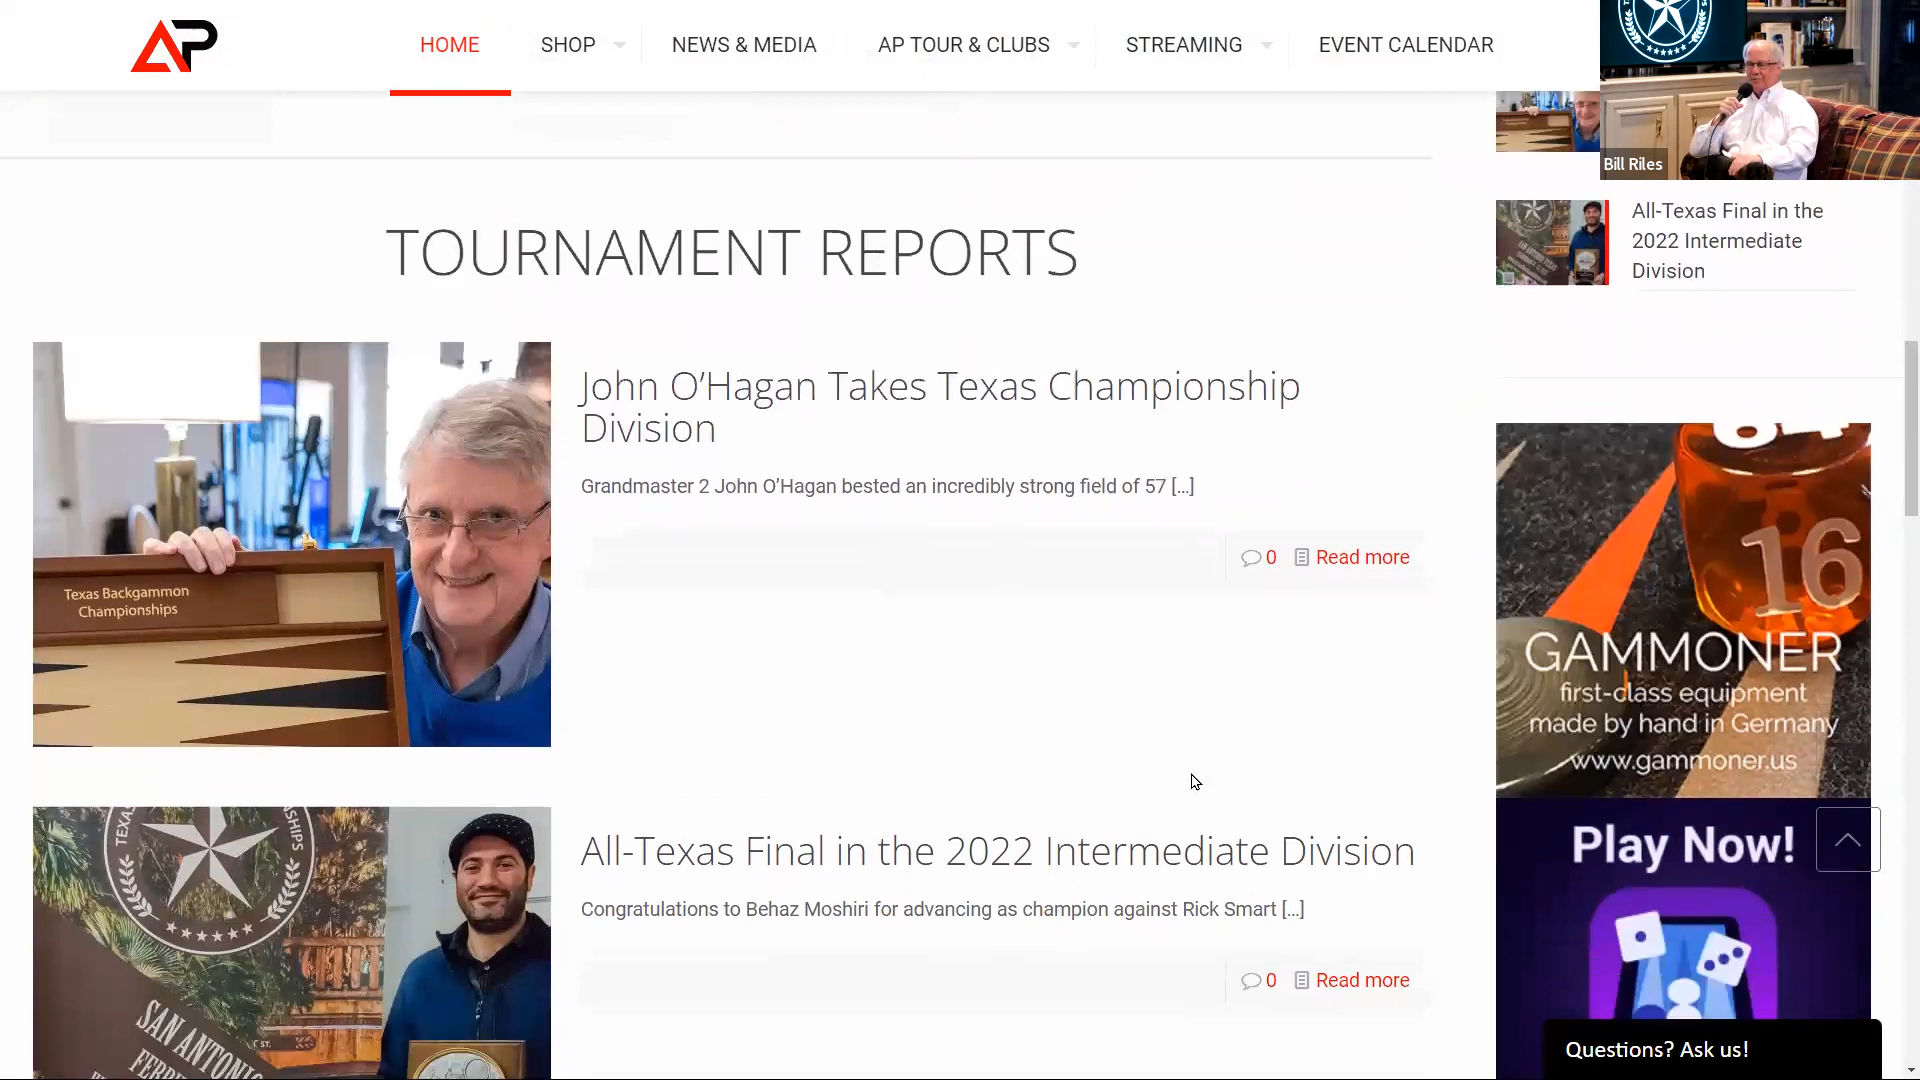 AP
HOME
SHOP
NEWS & MEDIA
AP TOUR & CLUBS
STREAMING
EVENT CALENDAR
Bill Riles
TOURNAMENT REPORTS
All-Texas Final in the
2022 Intermediate
Division
John O’Hagan Takes Texas Championship
Division
Grandmaster 2 John O’Hagan bested an incredibly strong field of 57 [...]
0
Read more
Texas Backgammon
Championships
64
16
GAMMONER
first-class equipment
made by hand in Germany
www.gammoner.us
Play Now!
All-Texas Final in the 2022 Intermediate Division
Congratulations to Behaz Moshiri for advancing as champion against Rick Smart [...]
0
Read more
SAN ANTONIO
Questions? Ask us!